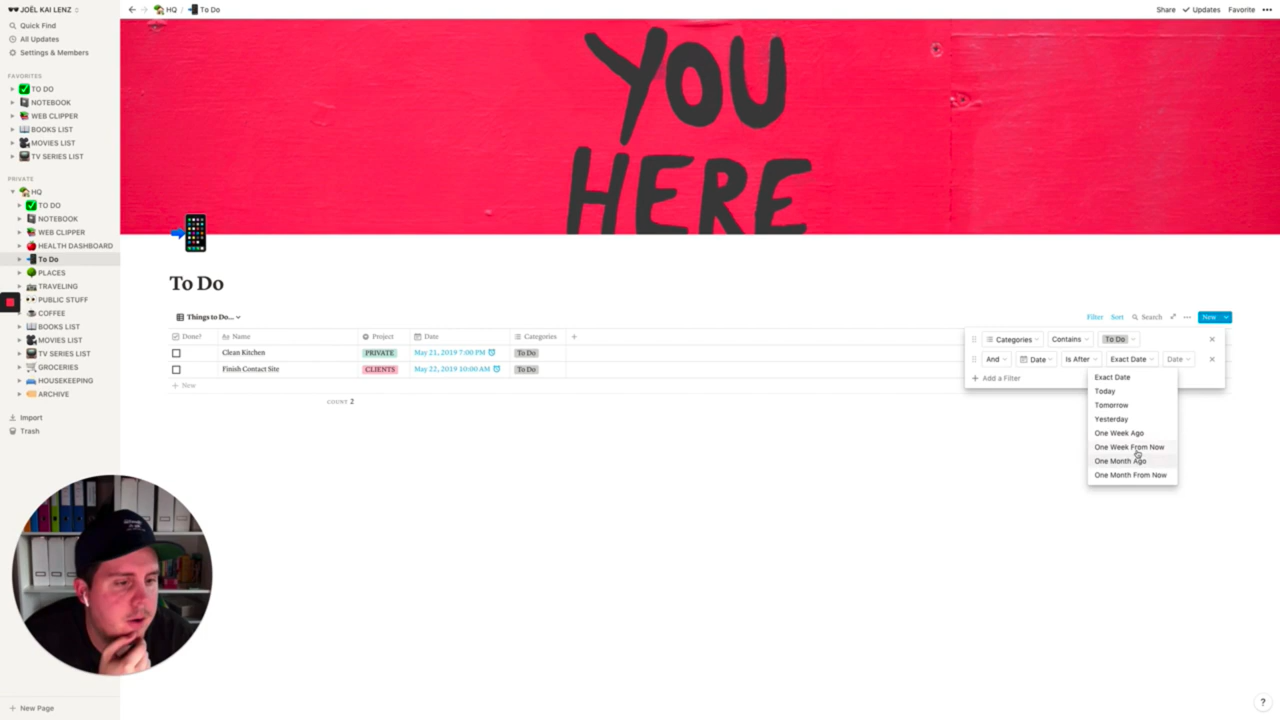 JOËL KAI LENZ
Quick Find
All Updates
Settings & Members
FAVORITES
TO DO
NOTEBOOK
WEB CLIPPER
BOOKS LIST
MOVIES LIST
TV SERIES LIST
PRIVATE
HQ
TO DO
NOTEBOOK
WEB CLIPPER
HEALTH DASHBOARD
To Do
PLACES
TRAVELING
PUBLIC STUFF
COFFEE
BOOKS LIST
MOVIES LIST
TV SERIES LIST
GROCERIES
HOUSEKEEPING
ARCHIVE
Import
Trash
New Page
HQ / To Do
Share Updates Favorite
YOU
HERE
To Do
Things to Do...
Filter Sort Search New
Done? Name Project Date Categories
Clean Kitchen PRIVATE May 21, 2019 7:00 PM To Do
Finish Contact Site CLIENTS May 22, 2019 10:00 AM To Do
New
COUNT 2
Categories Contains To Do
And Date Is After Exact Date Date
Add a Filter
Exact Date
Today
Tomorrow
Yesterday
One Week Ago
One Week From Now
One Month Ago
One Month From Now
?